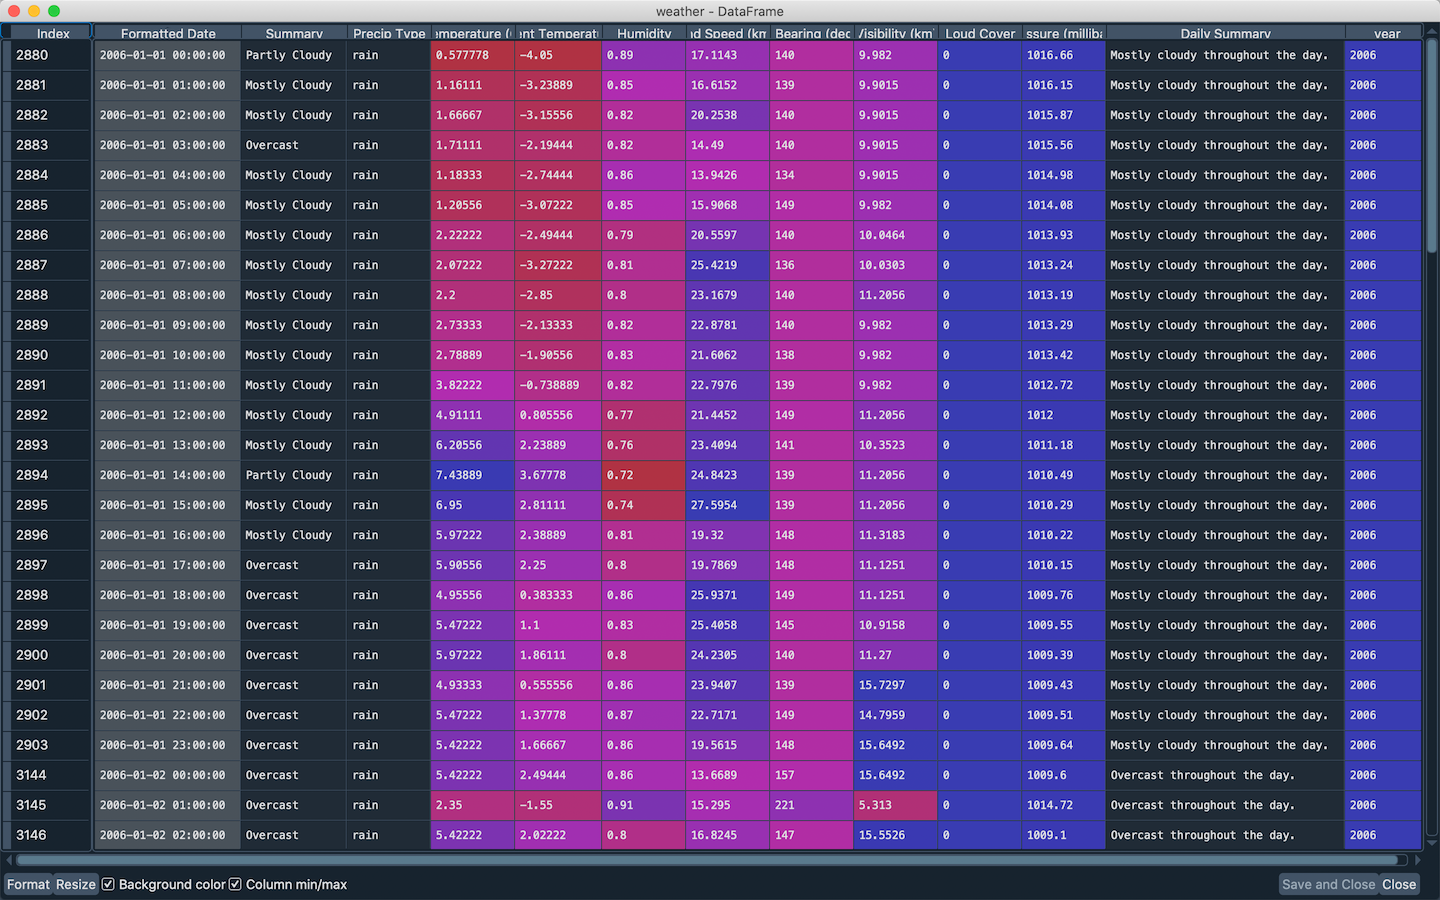 weather - DataFrame
Index Formatted Date Summary Precip Type emperature ( nt Temperat Humidity d Speed (km Bearing (dec /isibility (km Loud Cover ssure (milliba Daily Summary year
2880 2006-01-01 00:00:00 Partly Cloudy rain 0.577778 -4.05 0.89 17.1143 140 9.982 0 1016.66 Mostly cloudy throughout the day. 2006
2881 2006-01-01 01:00:00 Mostly Cloudy rain 1.16111 -3.23889 0.85 16.6152 139 9.9015 0 1016.15 Mostly cloudy throughout the day. 2006
2882 2006-01-01 02:00:00 Mostly Cloudy rain 1.66667 -3.15556 0.82 20.2538 140 9.9015 0 1015.87 Mostly cloudy throughout the day. 2006
2883 2006-01-01 03:00:00 Overcast rain 1.71111 -2.19444 0.82 14.49 140 9.9015 0 1015.56 Mostly cloudy throughout the day. 2006
2884 2006-01-01 04:00:00 Mostly Cloudy rain 1.18333 -2.74444 0.86 13.9426 134 9.9015 0 1014.98 Mostly cloudy throughout the day. 2006
2885 2006-01-01 05:00:00 Mostly Cloudy rain 1.20556 -3.07222 0.85 15.9068 149 9.982 0 1014.08 Mostly cloudy throughout the day. 2006
2886 2006-01-01 06:00:00 Mostly Cloudy rain 2.22222 -2.49444 0.79 20.5597 140 10.0464 0 1013.93 Mostly cloudy throughout the day. 2006
2887 2006-01-01 07:00:00 Mostly Cloudy rain 2.07222 -3.27222 0.81 25.4219 136 10.0303 0 1013.24 Mostly cloudy throughout the day. 2006
2888 2006-01-01 08:00:00 Mostly Cloudy rain 2.2 -2.85 0.8 23.1679 140 11.2056 0 1013.19 Mostly cloudy throughout the day. 2006
2889 2006-01-01 09:00:00 Mostly Cloudy rain 2.73333 -2.13333 0.82 22.8781 140 9.982 0 1013.29 Mostly cloudy throughout the day. 2006
2890 2006-01-01 10:00:00 Mostly Cloudy rain 2.78889 -1.90556 0.83 21.6062 138 9.982 0 1013.42 Mostly cloudy throughout the day. 2006
2891 2006-01-01 11:00:00 Mostly Cloudy rain 3.82222 -0.738889 0.82 22.7976 139 9.982 0 1012.72 Mostly cloudy throughout the day. 2006
2892 2006-01-01 12:00:00 Mostly Cloudy rain 4.91111 0.805556 0.77 21.4452 149 11.2056 0 1012 Mostly cloudy throughout the day. 2006
2893 2006-01-01 13:00:00 Mostly Cloudy rain 6.20556 2.23889 0.76 23.4094 141 10.3523 0 1011.18 Mostly cloudy throughout the day. 2006
2894 2006-01-01 14:00:00 Partly Cloudy rain 7.43889 3.67778 0.72 24.8423 139 11.2056 0 1010.49 Mostly cloudy throughout the day. 2006
2895 2006-01-01 15:00:00 Mostly Cloudy rain 6.95 2.81111 0.74 27.5954 139 11.2056 0 1010.29 Mostly cloudy throughout the day. 2006
2896 2006-01-01 16:00:00 Mostly Cloudy rain 5.97222 2.38889 0.81 19.32 148 11.3183 0 1010.22 Mostly cloudy throughout the day. 2006
2897 2006-01-01 17:00:00 Overcast rain 5.90556 2.25 0.8 19.7869 148 11.1251 0 1010.15 Mostly cloudy throughout the day. 2006
2898 2006-01-01 18:00:00 Overcast rain 4.95556 0.383333 0.86 25.9371 149 11.1251 0 1009.76 Mostly cloudy throughout the day. 2006
2899 2006-01-01 19:00:00 Overcast rain 5.47222 1.1 0.83 25.4058 145 10.9158 0 1009.55 Mostly cloudy throughout the day. 2006
2900 2006-01-01 20:00:00 Overcast rain 5.97222 1.86111 0.8 24.2305 140 11.27 0 1009.39 Mostly cloudy throughout the day. 2006
2901 2006-01-01 21:00:00 Overcast rain 4.93333 0.555556 0.86 23.9407 139 15.7297 0 1009.43 Mostly cloudy throughout the day. 2006
2902 2006-01-01 22:00:00 Overcast rain 5.47222 1.37778 0.87 22.7171 149 14.7959 0 1009.51 Mostly cloudy throughout the day. 2006
2903 2006-01-01 23:00:00 Overcast rain 5.42222 1.66667 0.86 19.5615 148 15.6492 0 1009.64 Mostly cloudy throughout the day. 2006
3144 2006-01-02 00:00:00 Overcast rain 5.42222 2.49444 0.86 13.6689 157 15.6492 0 1009.6 Overcast throughout the day. 2006
3145 2006-01-02 01:00:00 Overcast rain 2.35 -1.55 0.91 15.295 221 5.313 0 1014.72 Overcast throughout the day. 2006
3146 2006-01-02 02:00:00 Overcast rain 5.42222 2.02222 0.8 16.8245 147 15.5526 0 1009.1 Overcast throughout the day. 2006
Format Resize Background color Column min/max Save and Close Close